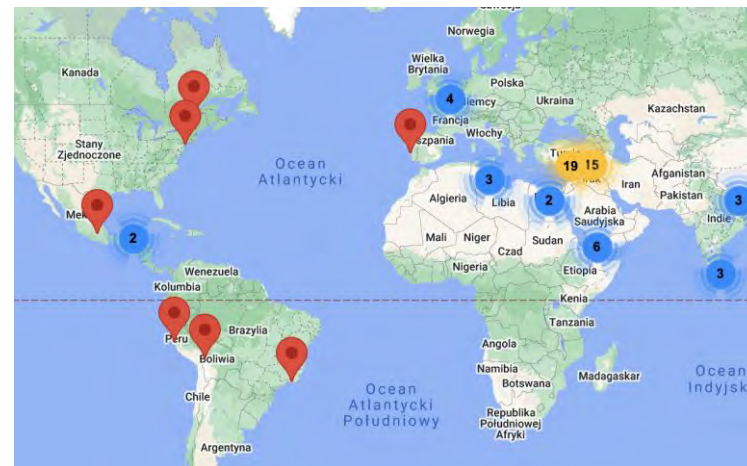 Norwegia
Kanada
Wielka
Brytania
Polska
4
Ukraina
Kazachstan
Francja
Włochy
Stany
Zjednoczone
Ocean
Atlantycki
19
15
Iran
Afganistan
Pakistan
3
Algieria
Libia
2
Arabia
Saudyjska
Indie
3
2
Mali
Niger
Czad
Sudan
6
Nigeria
Etiopia
3
Wenezuela
Kolumbia
Kenia
Tanzania
Peru
Brazylia
Boliwia
Angola
Namibia
Botswana
Madagaskar
Ocean
Indyjsk
Chile
Ocean
Atlantycki
Południowy
Republika
Południowej
Afryki
Argentyna